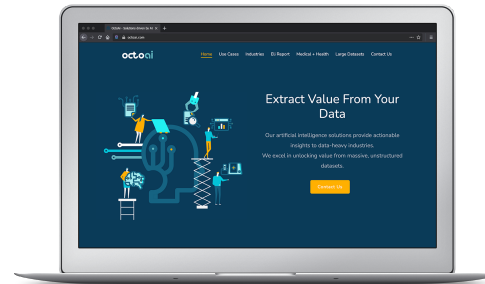 octoai
Home Use Cases Industries Medical + Health Large Datasets Contact Us
Extract Value From Your
Data
Our artificial intelligence solutions provide actionable
insights to data-heavy industries.
We excel in unlocking value from massive, unstructured
datasets.
Contact Us